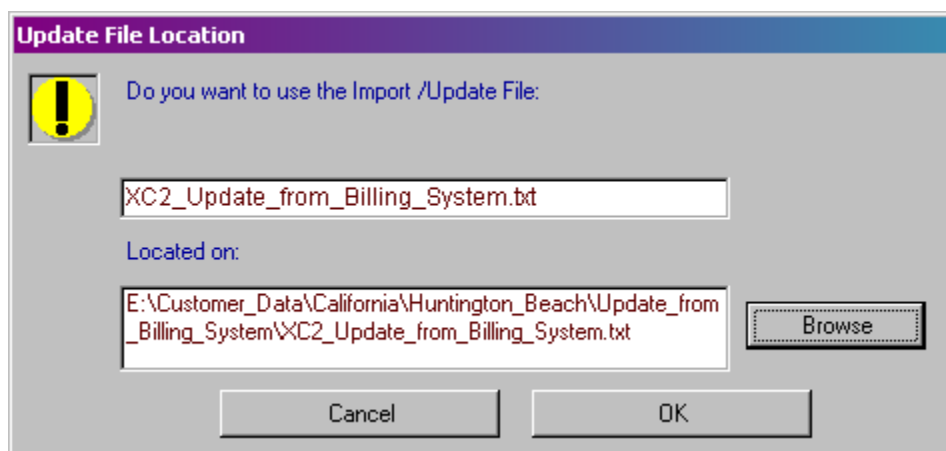 Update File Location
Do you want to use the Import /Update File:
XC2_Update_from_Billing_System.txt
Located on:
E:\Customer_Data\California\Huntington_Beach\Update_from
_Billing_System\XC2_Update_from_Billing_System.txt
Browse
Cancel
OK